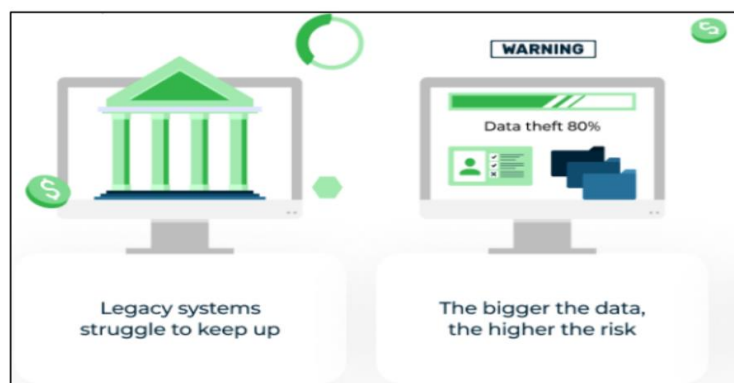 WARNING
Data theft 80%
Legacy systems
struggle to keep up
The bigger the data,
the higher the risk